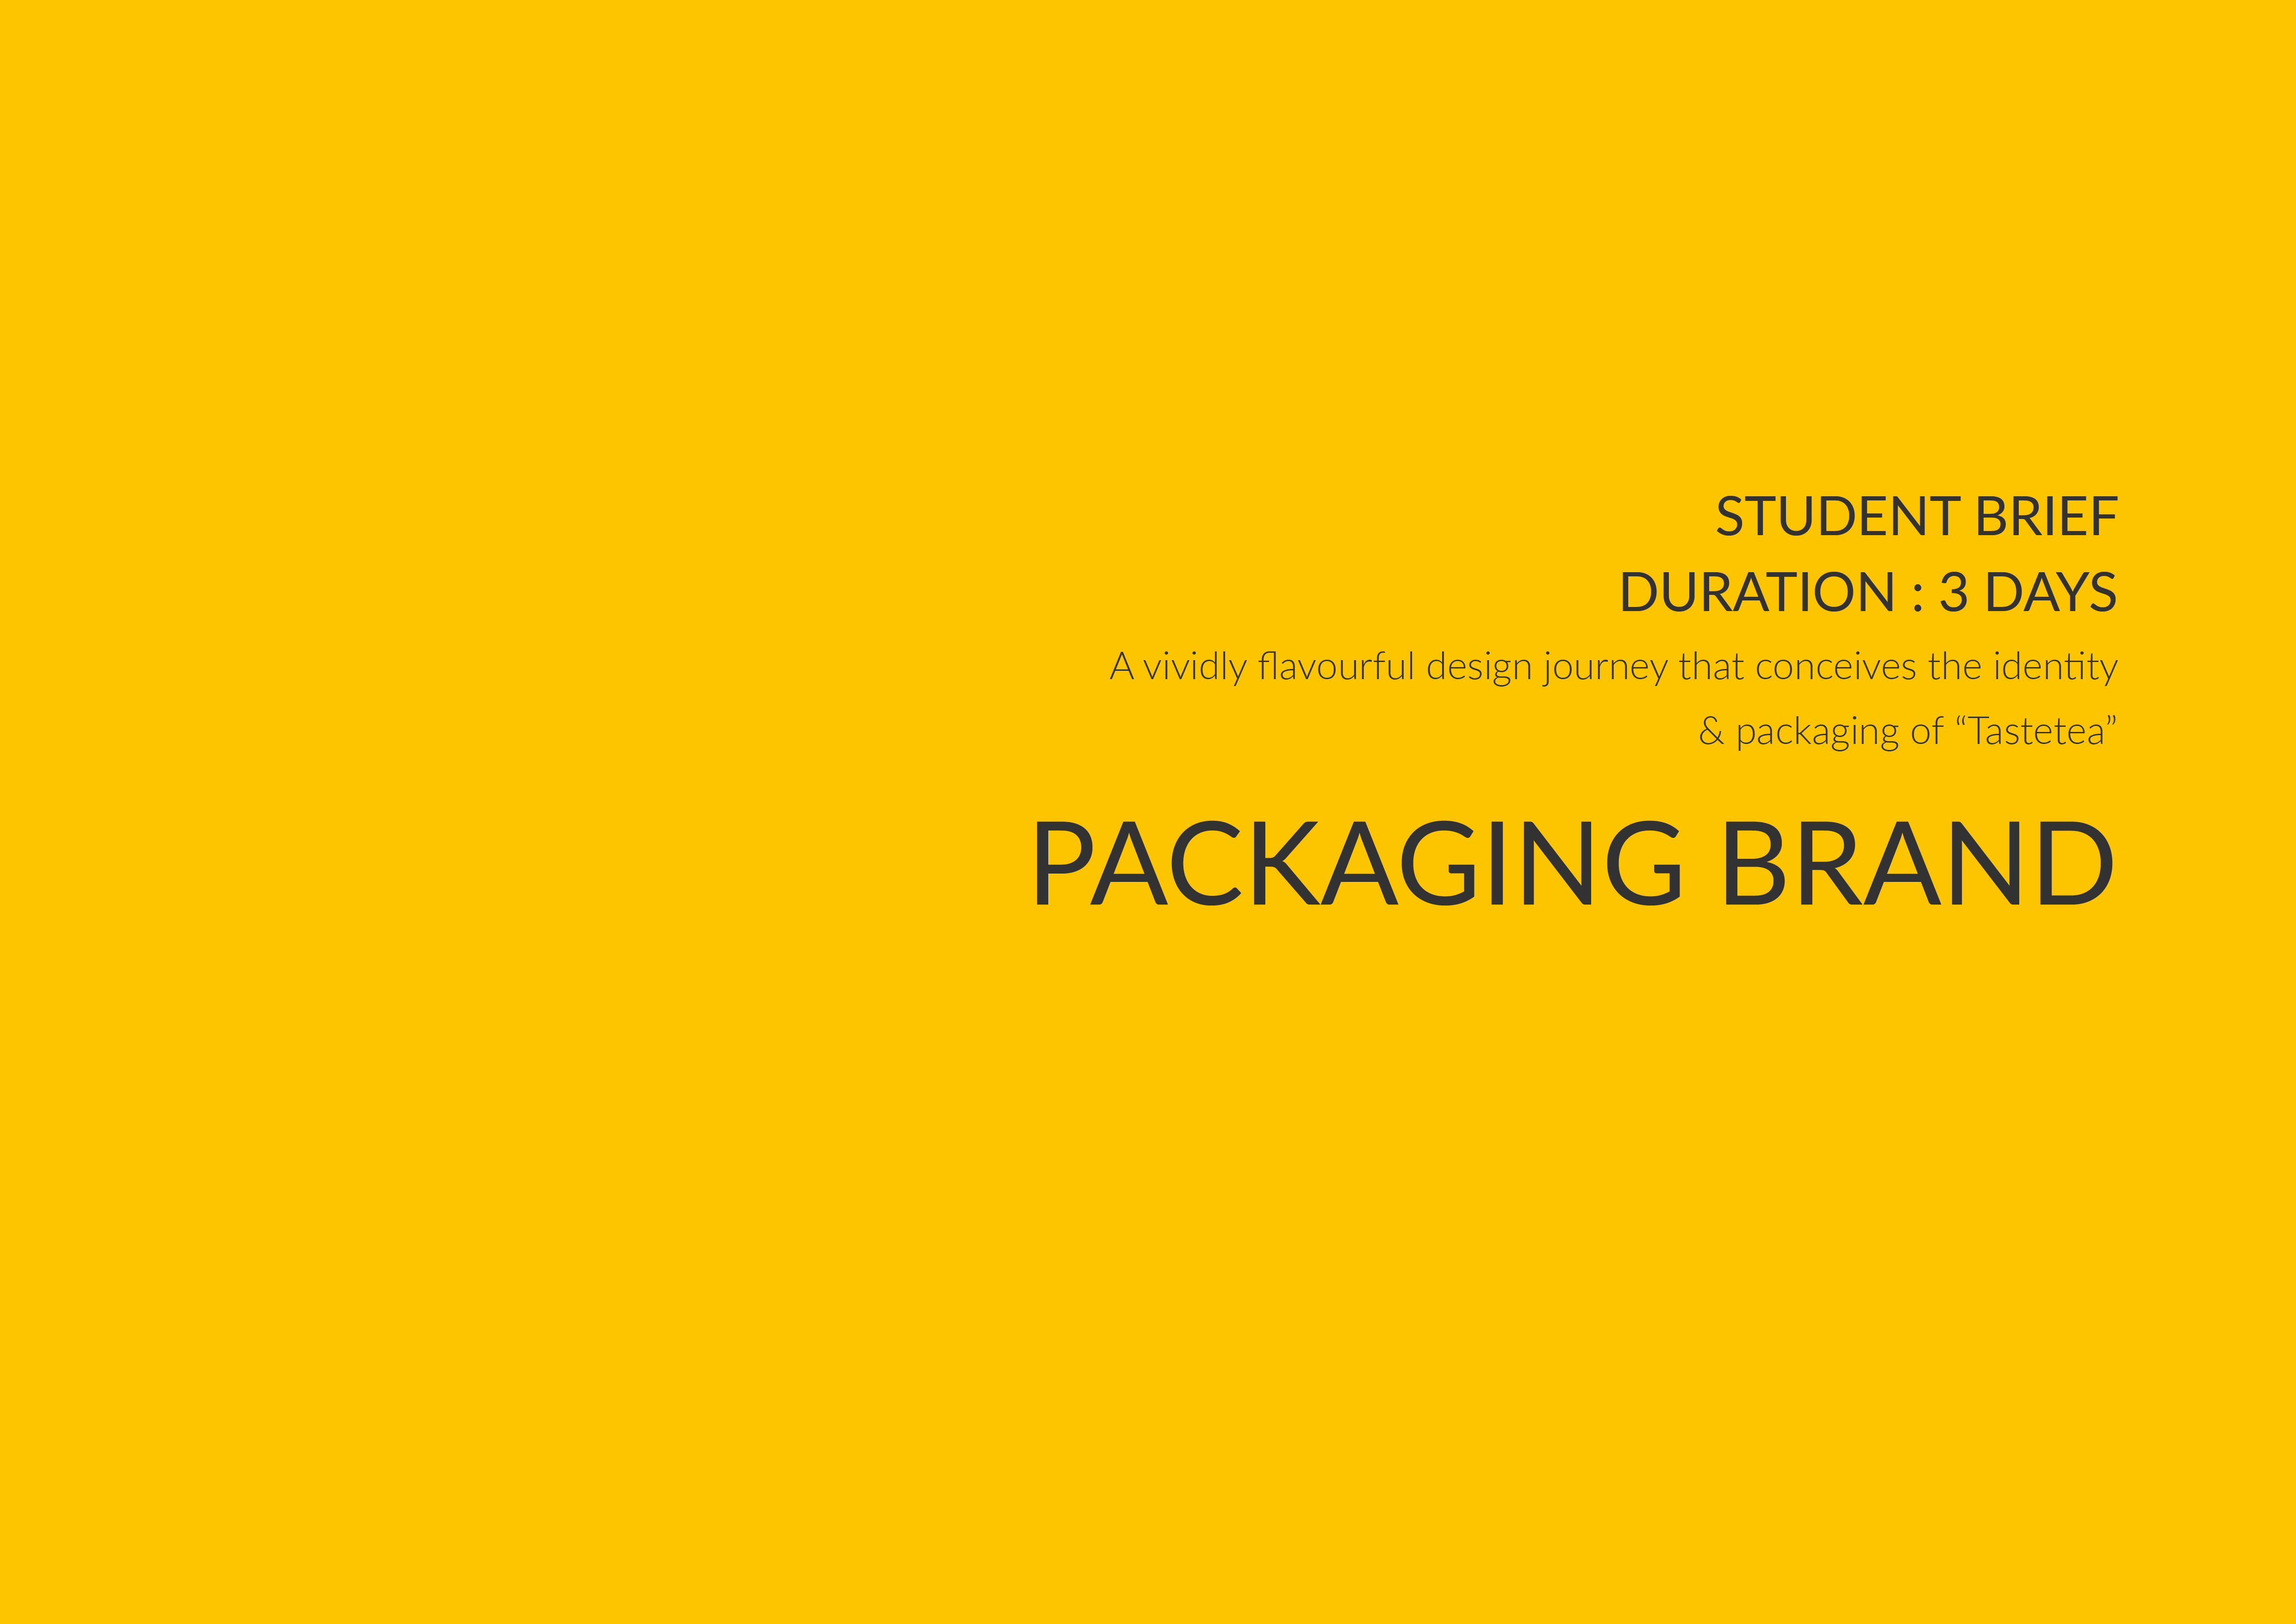 STUDENT BRIEF
DURATION : 3 DAYS
A vividly flavourful design journey that conceives the identity
& packaging of “Tastetea”
PACKAGING BRAND